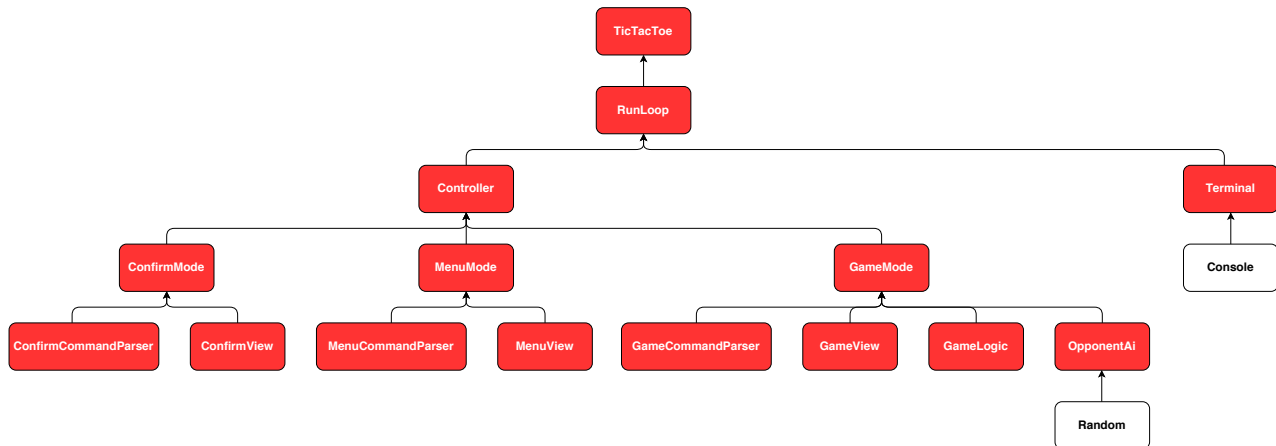 TicTacToe
RunLoop
Controller
Terminal
ConfirmMode
MenuMode
GameMode
Console
ConfirmCommandParser
ConfirmView
MenuCommandParser
MenuView
GameCommandParser
GameView
GameLogic
OpponentAi
Random